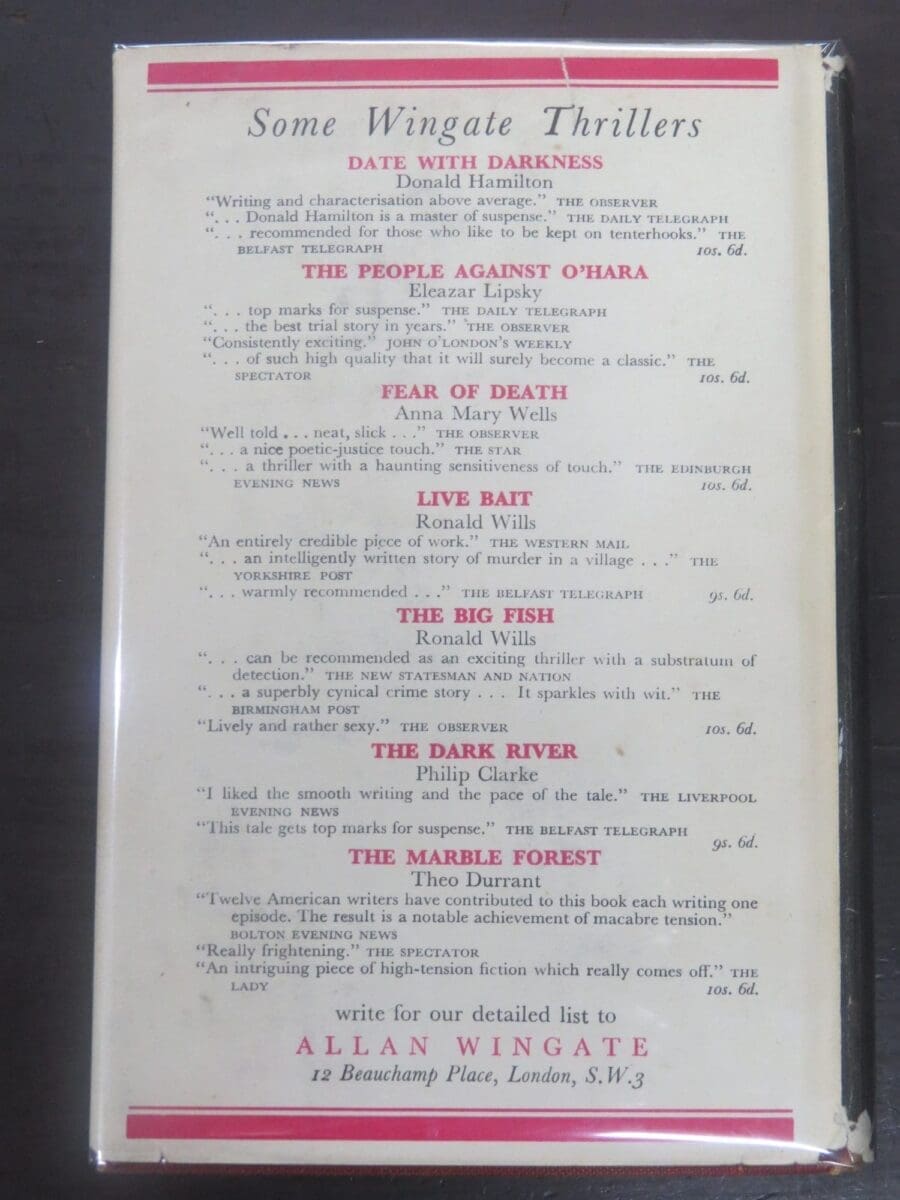 Some Wingate Thrillers
DATE WITH DARKNESS
Donald Hamilton
“Writing and characterisation above average.” THE OBSERVER
“. . . Donald Hamilton is a master of suspense.” THE DAILY TELEGRAPH
“. . . recommended for those who like to be kept on tenterhooks.” THE
BELFAST TELEGRAPH 10s. 6d.
THE PEOPLE AGAINST O’HARA
Eleazar Lipsky
“. . . top marks for suspense.” THE DAILY TELEGRAPH
“. . . the best trial story in years.” THE OBSERVER
“Consistently exciting.” JOHN O’LONDON’S WEEKLY
“. . . of such high quality that it will surely become a classic.” THE
SPECTATOR 10s. 6d.
FEAR OF DEATH
Anna Mary Wells
“Well told . . . neat, slick . . .” THE OBSERVER
“. . . a nice poetic-justice touch.” THE STAR
“. . . a thriller with a haunting sensitiveness of touch.” THE EDINBURGH
EVENING NEWS 10s. 6d.
LIVE BAIT
Ronald Wills
“An entirely credible piece of work.” THE WESTERN MAIL
“. . . an intelligently written story of murder in a village . . .” THE
YORKSHIRE POST
“. . . warmly recommended . . .” THE BELFAST TELEGRAPH 9s. 6d.
THE BIG FISH
Ronald Wills
“. . . can be recommended as an exciting thriller with a substratum of
detection.” THE NEW STATESMAN AND NATION
“. . . a superbly cynical crime story . . . It sparkles with wit.” THE
BIRMINGHAM POST
“Lively and rather sexy.” THE OBSERVER 10s. 6d.
THE DARK RIVER
Philip Clarke
“I liked the smooth writing and the pace of the tale.” THE LIVERPOOL
EVENING NEWS
“This tale gets top marks for suspense.” THE BELFAST TELEGRAPH
9s. 6d.
THE MARBLE FOREST
Theo Durrant
“Twelve American writers have contributed to this book each writing one
episode. The result is a notable achievement of macabre tension.”
BOLTON EVENING NEWS
“Really frightening.” THE SPECTATOR
“An intriguing piece of high-tension fiction which really comes off.” THE
LADY 10s. 6d.
write for our detailed list to
ALLAN WINGATE
12 Beauchamp Place, London, S.W.3